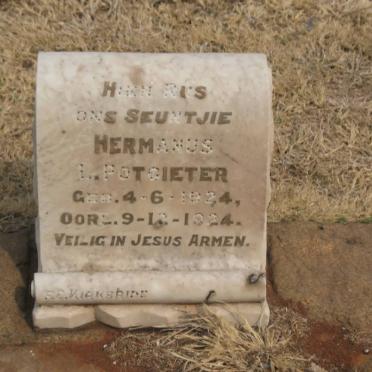 HIER RUS
ONS SEUNTJIE
HERMANUS
L. POTGIETER
GEB. 4-6-1924,
OORL. 9-12-1924.
VEILIG IN JESUS ARMEN.